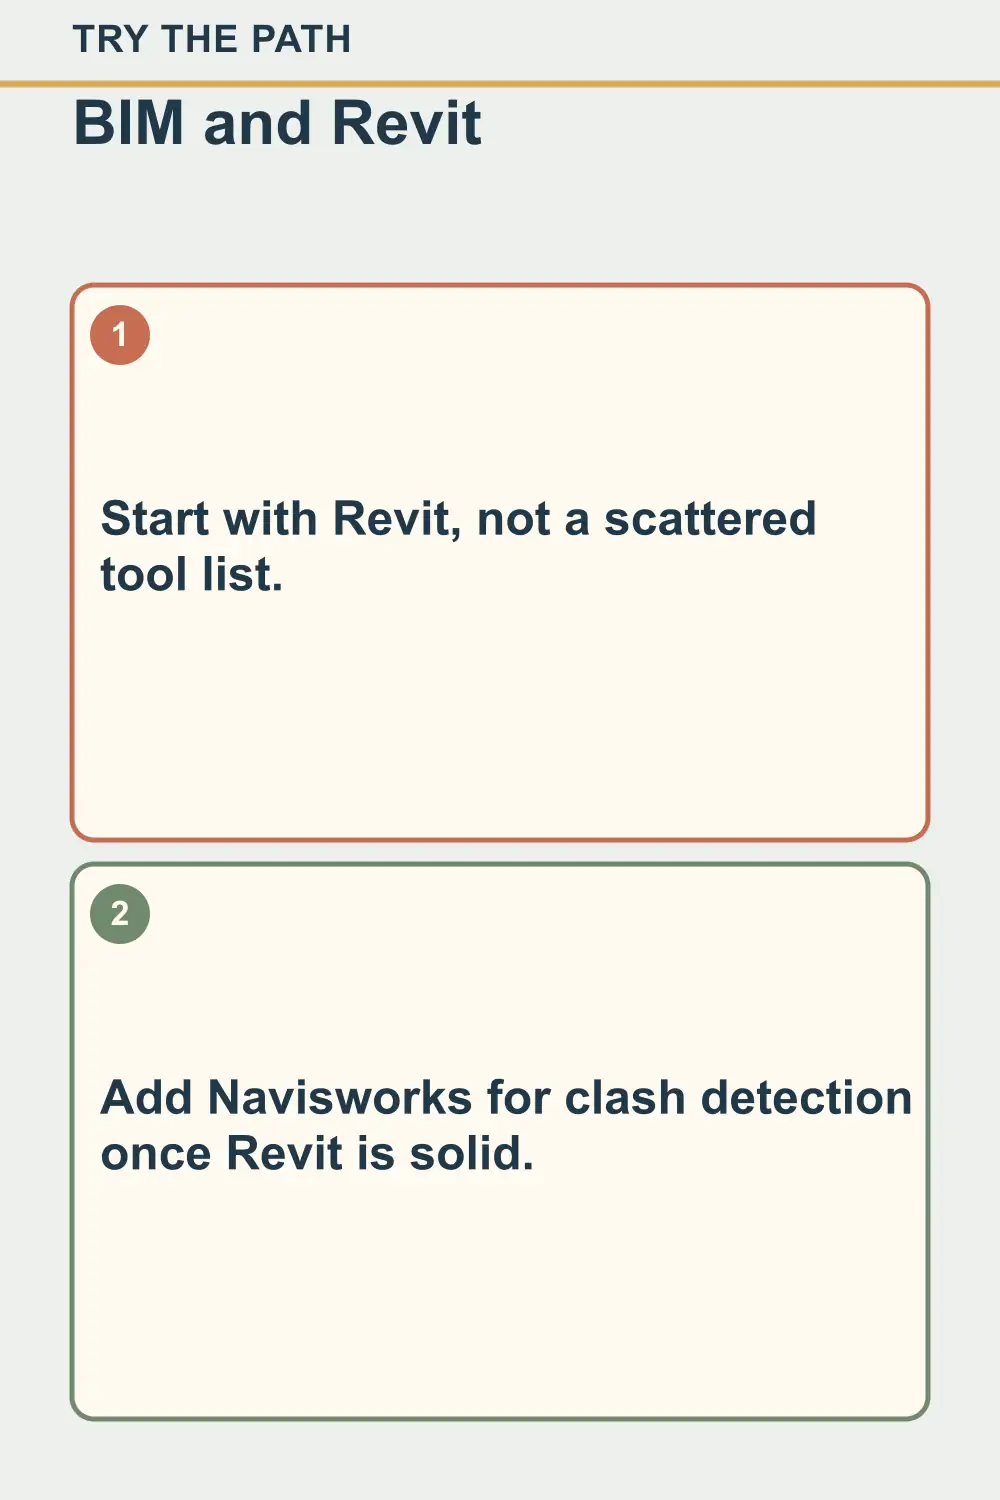 TRY THE PATH
BIM and Revit
1
Start with Revit, not a scattered
tool list.
2
Add Navisworks for clash detection
once Revit is solid.